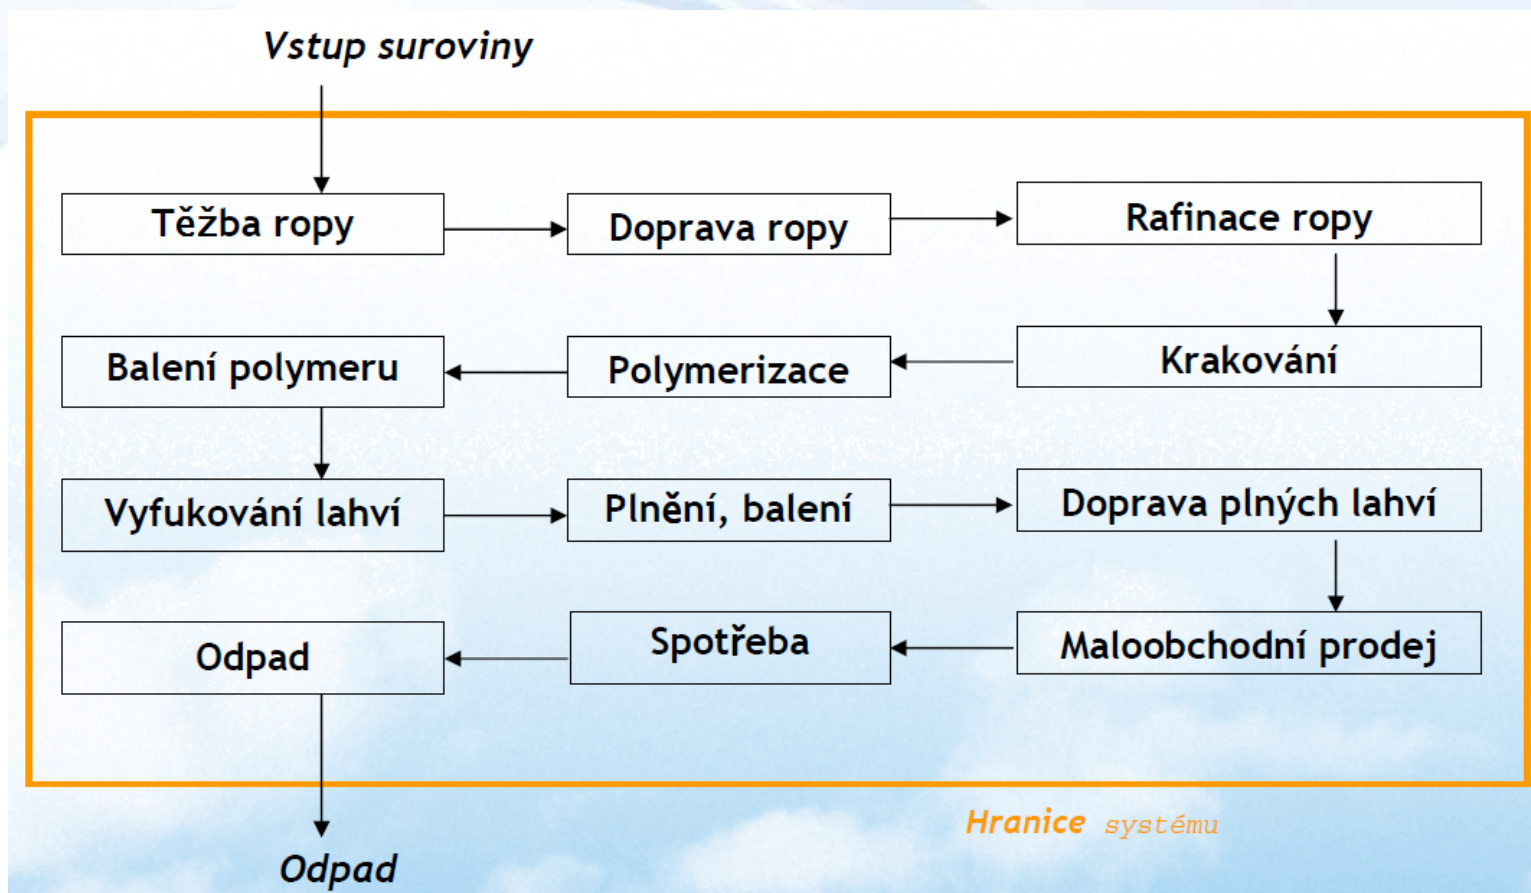 Vstup suroviny
Těžba ropy
Doprava ropy
Rafinace ropy
Balení polymeru
Polymerizace
Krakování
Vyfukování lahví
Plnění, balení
Doprava plných lahví
Odpad
Spotřeba
Maloobchodní prodej
Hranice systému
Odpad